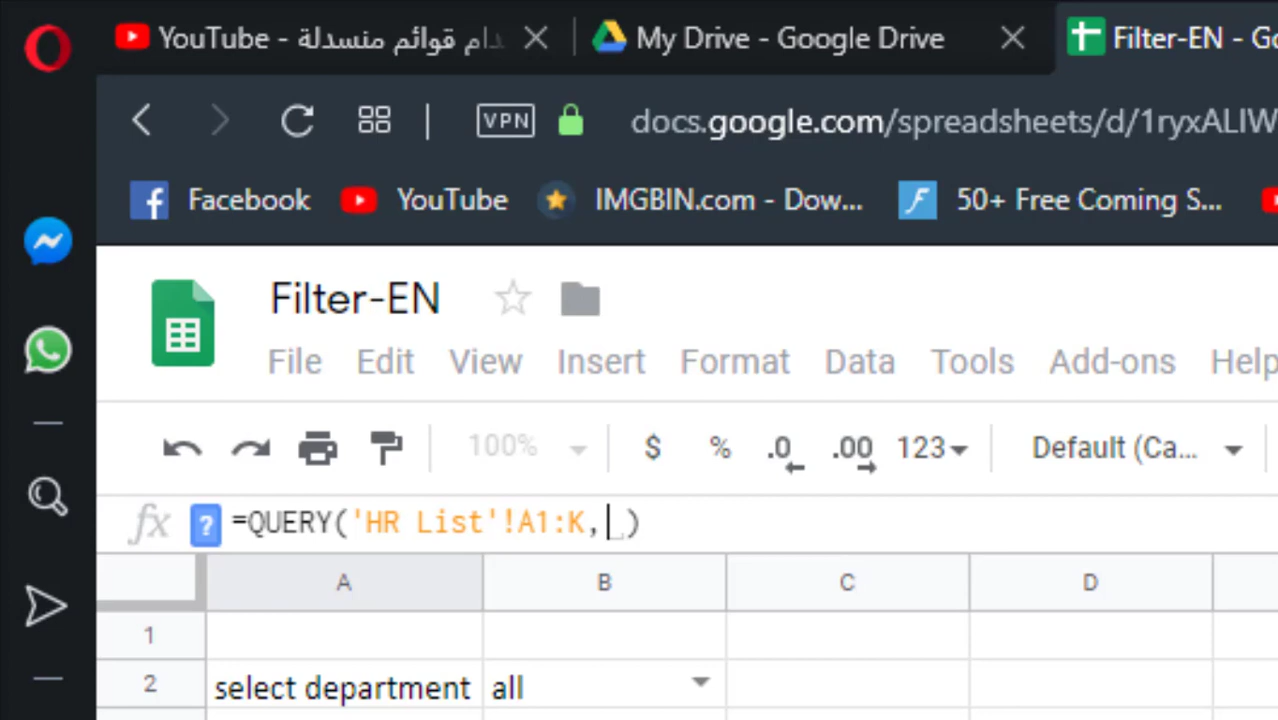 YouTube - دام قوائم منسدلة
My Drive - Google Drive
Filter-EN - Go
VPN
docs.google.com/spreadsheets/d/1ryxALIW
Facebook
YouTube
IMGBIN.com - Dow...
50+ Free Coming S...
Filter-EN
File Edit View Insert Format Data Tools Add-ons Help
100% $ % .0 .00 123 Default (Ca...
fx ? =QUERY('HR List'!A1:K, )
A B C D
1
2 select department all